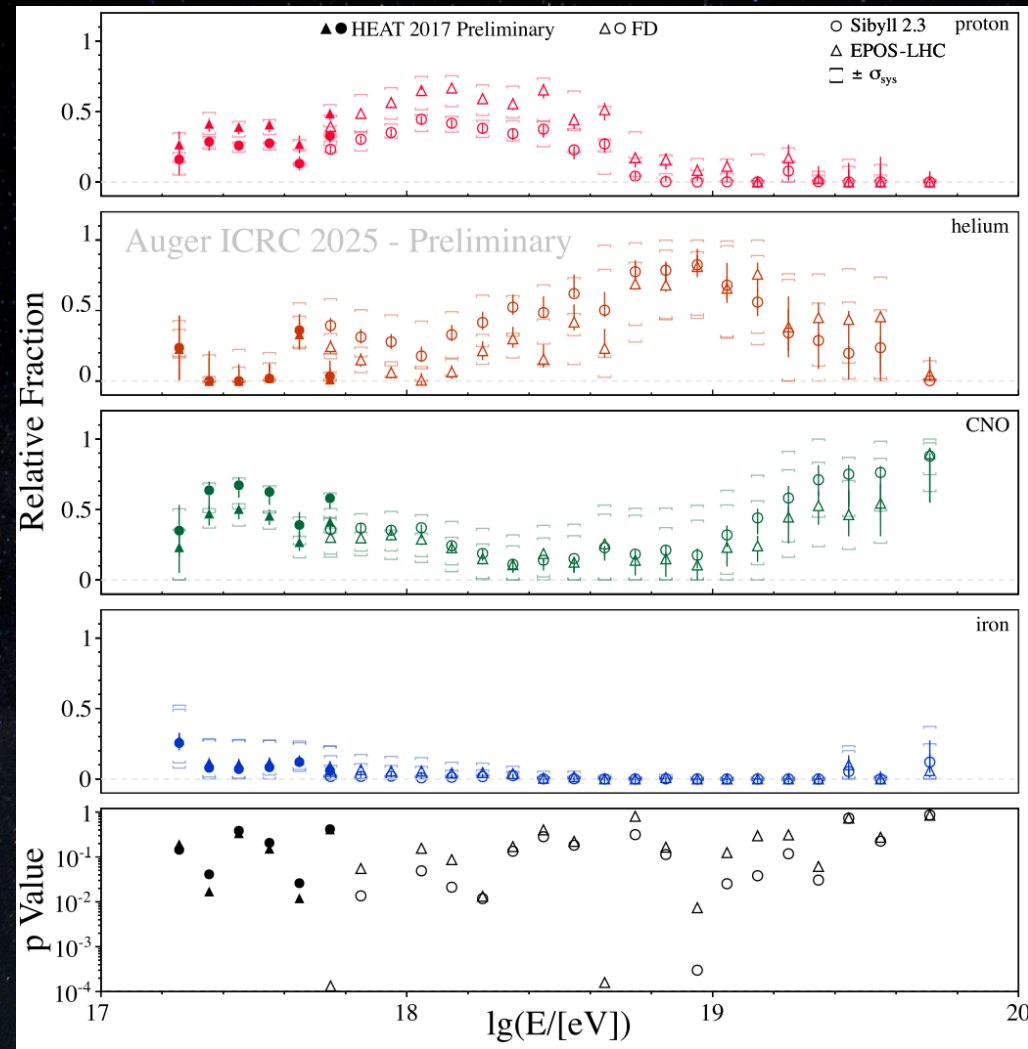 HEAT 2017 Preliminary
FD
Sibyll 2.3
EPOS-LHC
± σsys
proton
1
0.5
0
Auger ICRC 2025 - Preliminary
helium
1
0.5
0
CNO
1
0.5
0
iron
1
0.5
0
Relative Fraction
1
10⁻¹
10⁻²
10⁻³
10⁻⁴
p Value
17
18
19
20
lg(E/[eV])